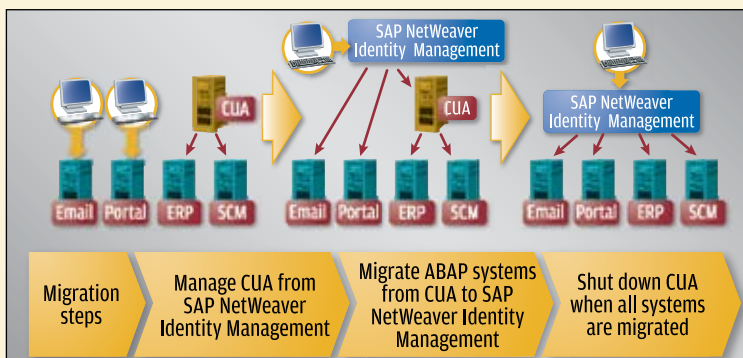 SAP NetWeaver
Identity Management
CUA
Email
Portal
ERP
SCM
CUA
Email
Portal
ERP
SCM
SAP NetWeaver
Identity Management
Email
Portal
ERP
SCM
Migration
steps
Manage CUA from
SAP NetWeaver
Identity Management
Migrate ABAP systems
from CUA to SAP
NetWeaver Identity
Management
Shut down CUA
when all systems
are migrated